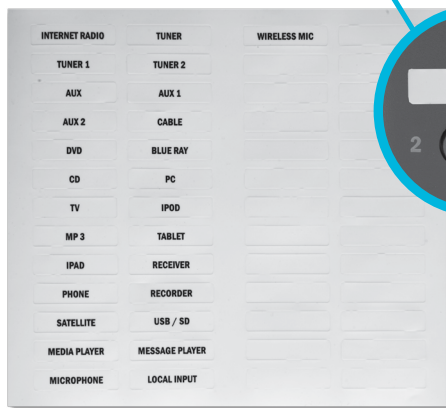 INTERNET RADIO TUNER WIRELESS MIC
TUNER 1 TUNER 2
AUX AUX 1
AUX 2 CABLE
DVD BLUE RAY
2
CD PC
TV IPOD
MP 3 TABLET
IPAD RECEIVER
PHONE RECORDER
SATELLITE USB / SD
MEDIA PLAYER MESSAGE PLAYER
MICROPHONE LOCAL INPUT